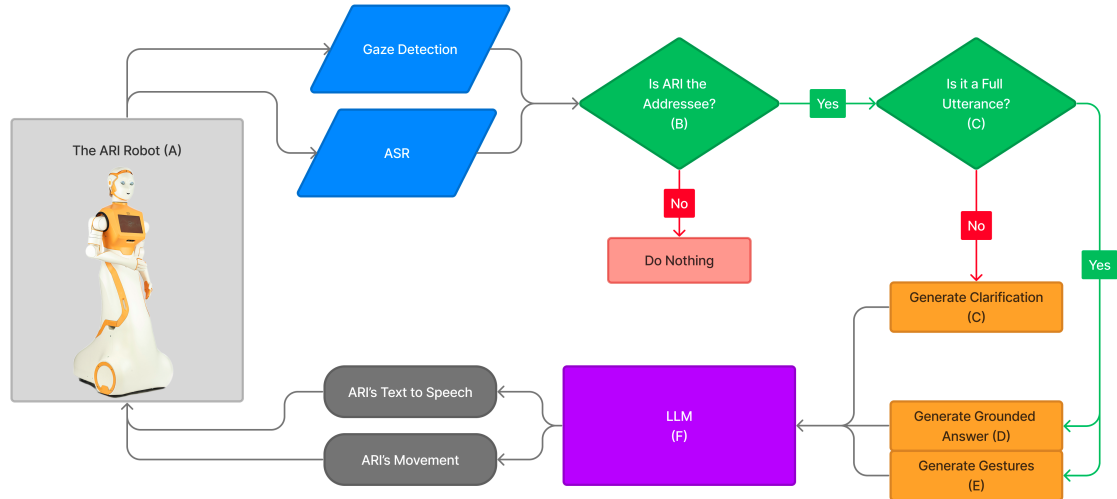 Gaze Detection
ASR
The ARI Robot (A)
Is ARI the
Addressee?
(B)
Yes
Is it a Full
Utterance?
(C)
No
Do Nothing
No
Yes
Generate Clarification
(C)
Generate Grounded
Answer (D)
Generate Gestures
(E)
LLM
(F)
ARI's Text to Speech
ARI's Movement